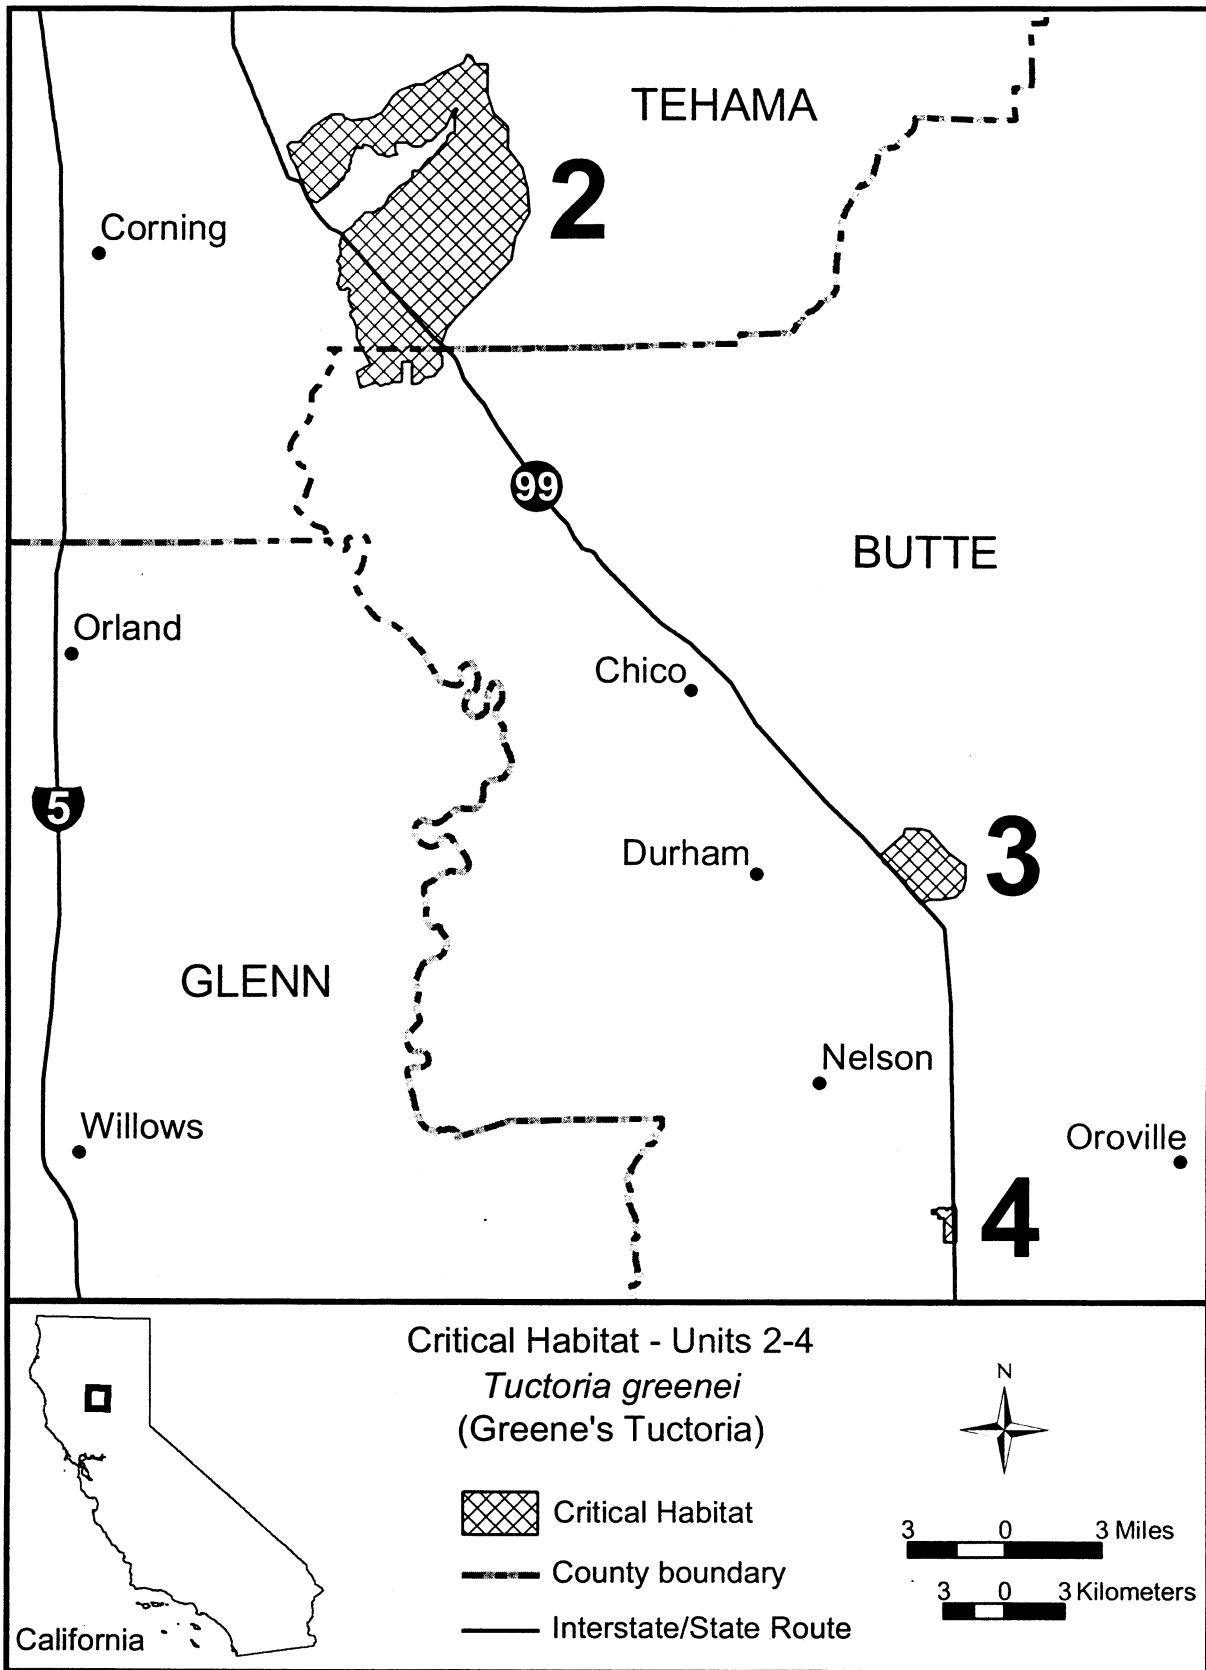 TEHAMA
2
Corning
99
BUTTE
Orland
Chico
5
3
Durham
GLENN
Nelson
Willows
Oroville
4
Critical Habitat - Units 2-4
Tuctoria greenei
(Greene's Tuctoria)
N
Critical Habitat
County boundary
Interstate/State Route
3 0 3 Miles
3 0 3 Kilometers
California